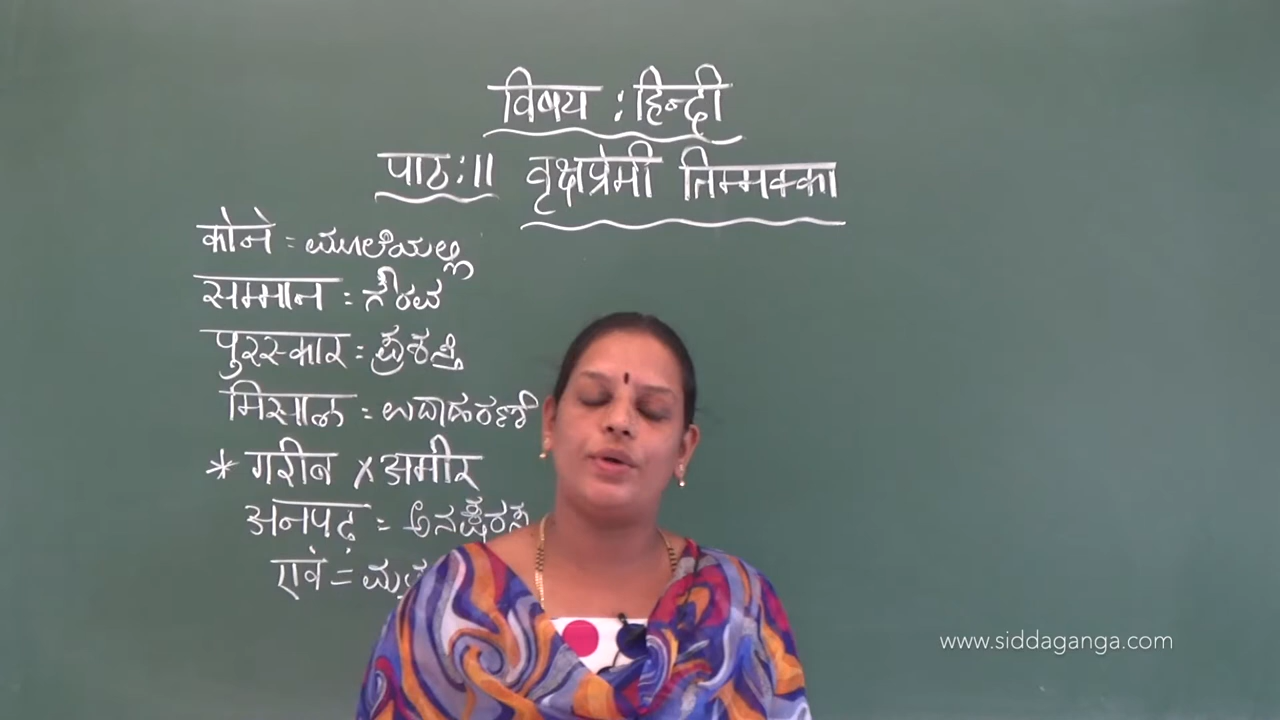 विषय : हिन्दी
पाठ:11 वृक्षप्रेमी तिम्मक्का
कोने = ಮೂಲೆಯಲ್ಲಿ
सम्मान = ಗೌರವ
पुरस्कार = ಪ್ರಶಸ್ತಿ
मिसाल = ಉದಾಹರಣೆ
* गरीब × अमीर
अनपढ़ = ಅನಕ್ಷರಸ್ಥ
एवं =
www.siddaganga.com